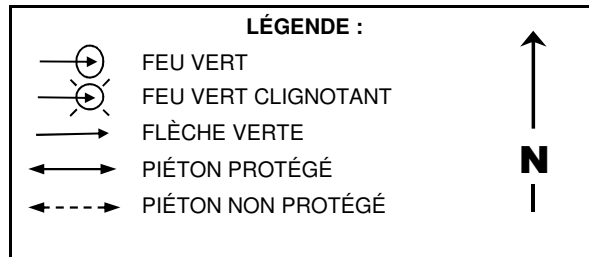 LÉGENDE :
FEU VERT
FEU VERT CLIGNOTANT
FLÈCHE VERTE
PIÉTON PROTÉGÉ
PIÉTON NON PROTÉGÉ
N